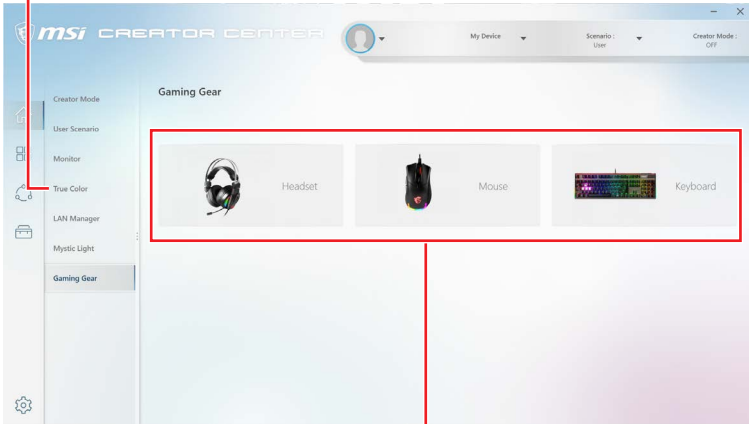 msi CREATOR CENTER
My Device
Scenario :
User
Creator Mode :
OFF
Creator Mode
User Scenario
Monitor
True Color
LAN Manager
Mystic Light
Gaming Gear
Gaming Gear
Headset
Mouse
Keyboard